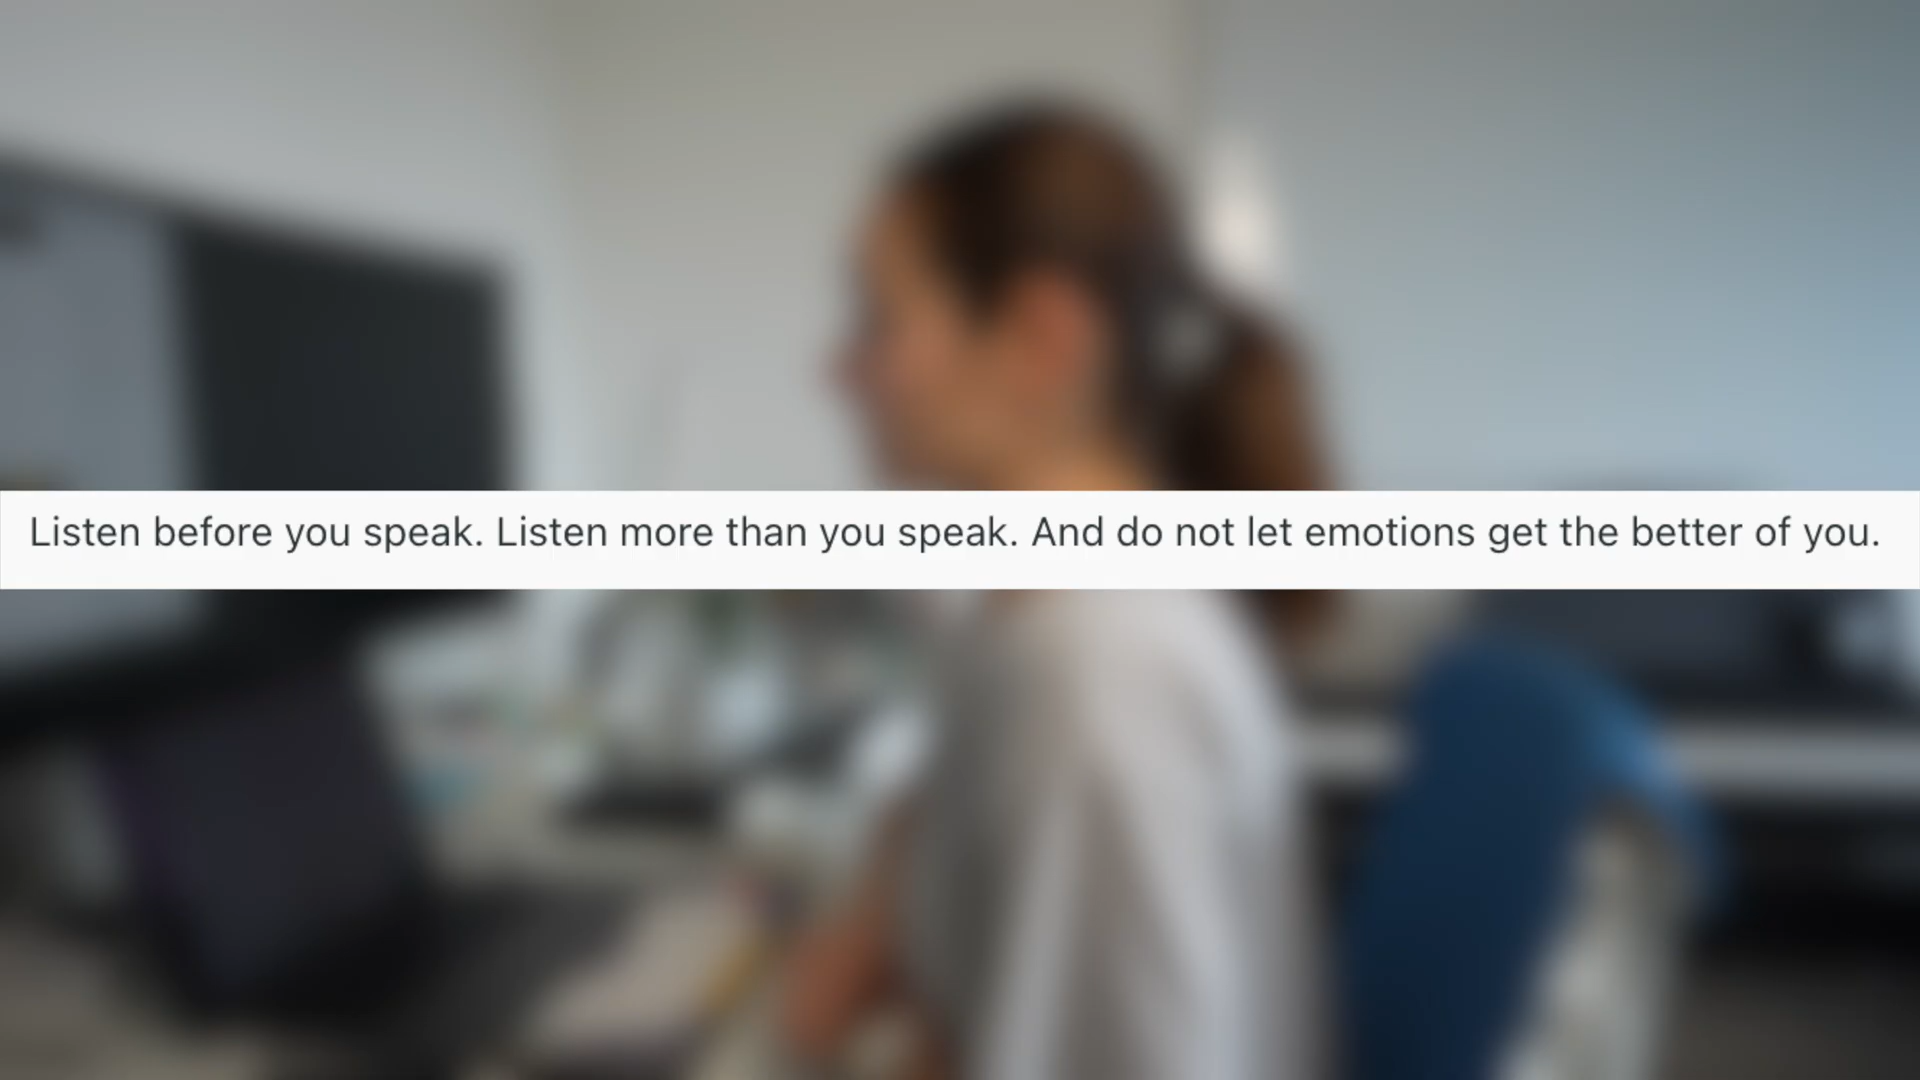 Listen before you speak. Listen more than you speak. And do not let emotions get the better of you.